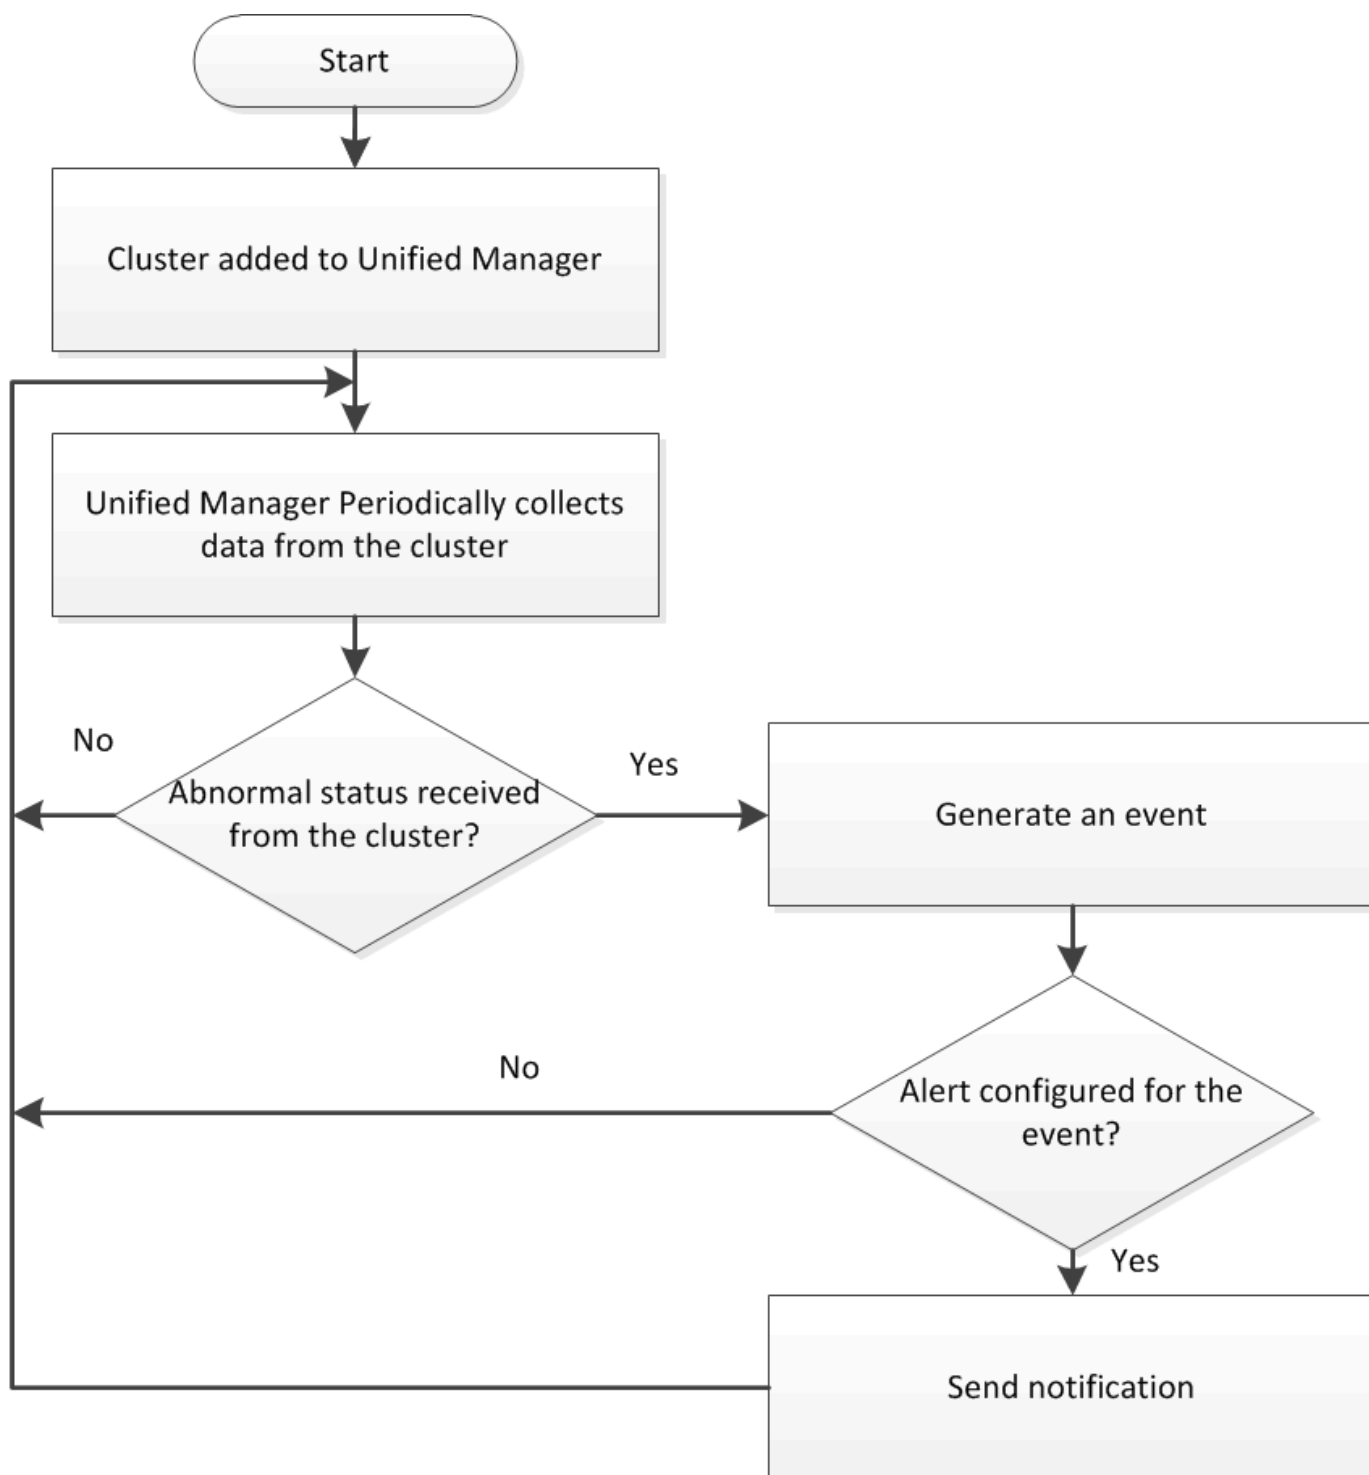 Start
Cluster added to Unified Manager
Unified Manager Periodically collects
data from the cluster
No
Abnormal status received
from the cluster?
Yes
Generate an event
No
Alert configured for the
event?
Yes
Send notification